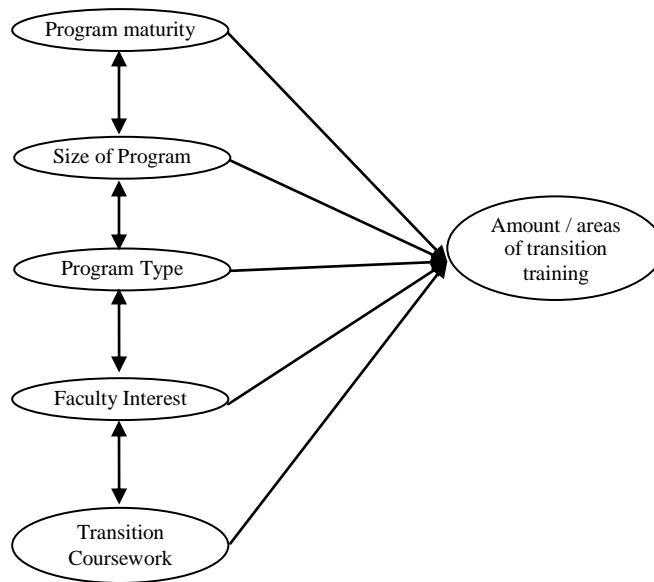 Program maturity
Size of Program
Program Type
Faculty Interest
Transition
Coursework
Amount / areas
of transition
training